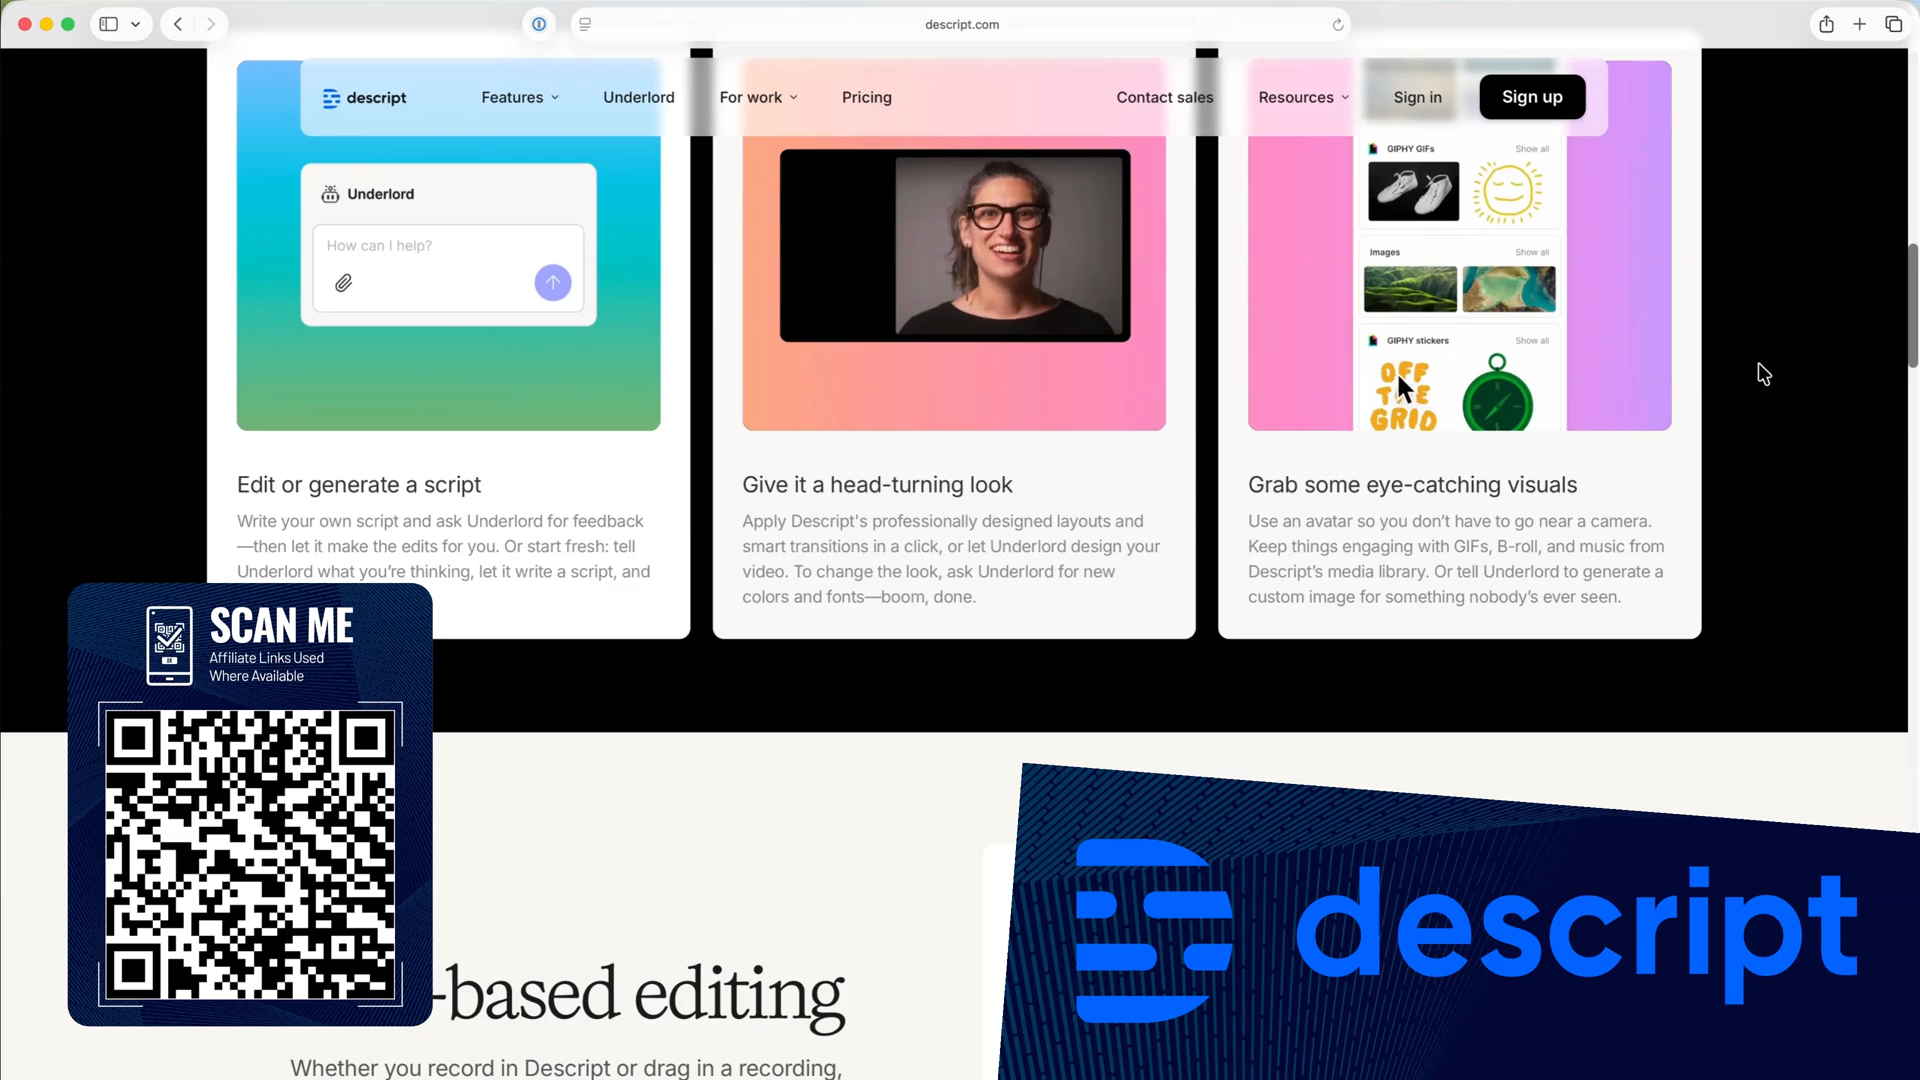 descript.com
descript
Features
Underlord
For work
Pricing
Contact sales
Resources
Sign in
Sign up
Underlord
How can I help?
GIPHY GIFs
Show all
Images
Show all
GIPHY stickers
Show all
OFF
THE
GRID
Edit or generate a script
Write your own script and ask Underlord for feedback
—then let it make the edits for you. Or start fresh: tell
Underlord what you're thinking, let it write a script, and
Give it a head-turning look
Apply Descript's professionally designed layouts and
smart transitions in a click, or let Underlord design your
video. To change the look, ask Underlord for new
colors and fonts—boom, done.
Grab some eye-catching visuals
Use an avatar so you don’t have to go near a camera.
Keep things engaging with GIFs, B-roll, and music from
Descript’s media library. Or tell Underlord to generate a
custom image for something nobody’s ever seen.
SCAN ME
Affiliate Links Used
Where Available
-based editing
Whether you record in Descript or drag in a recording,
descript